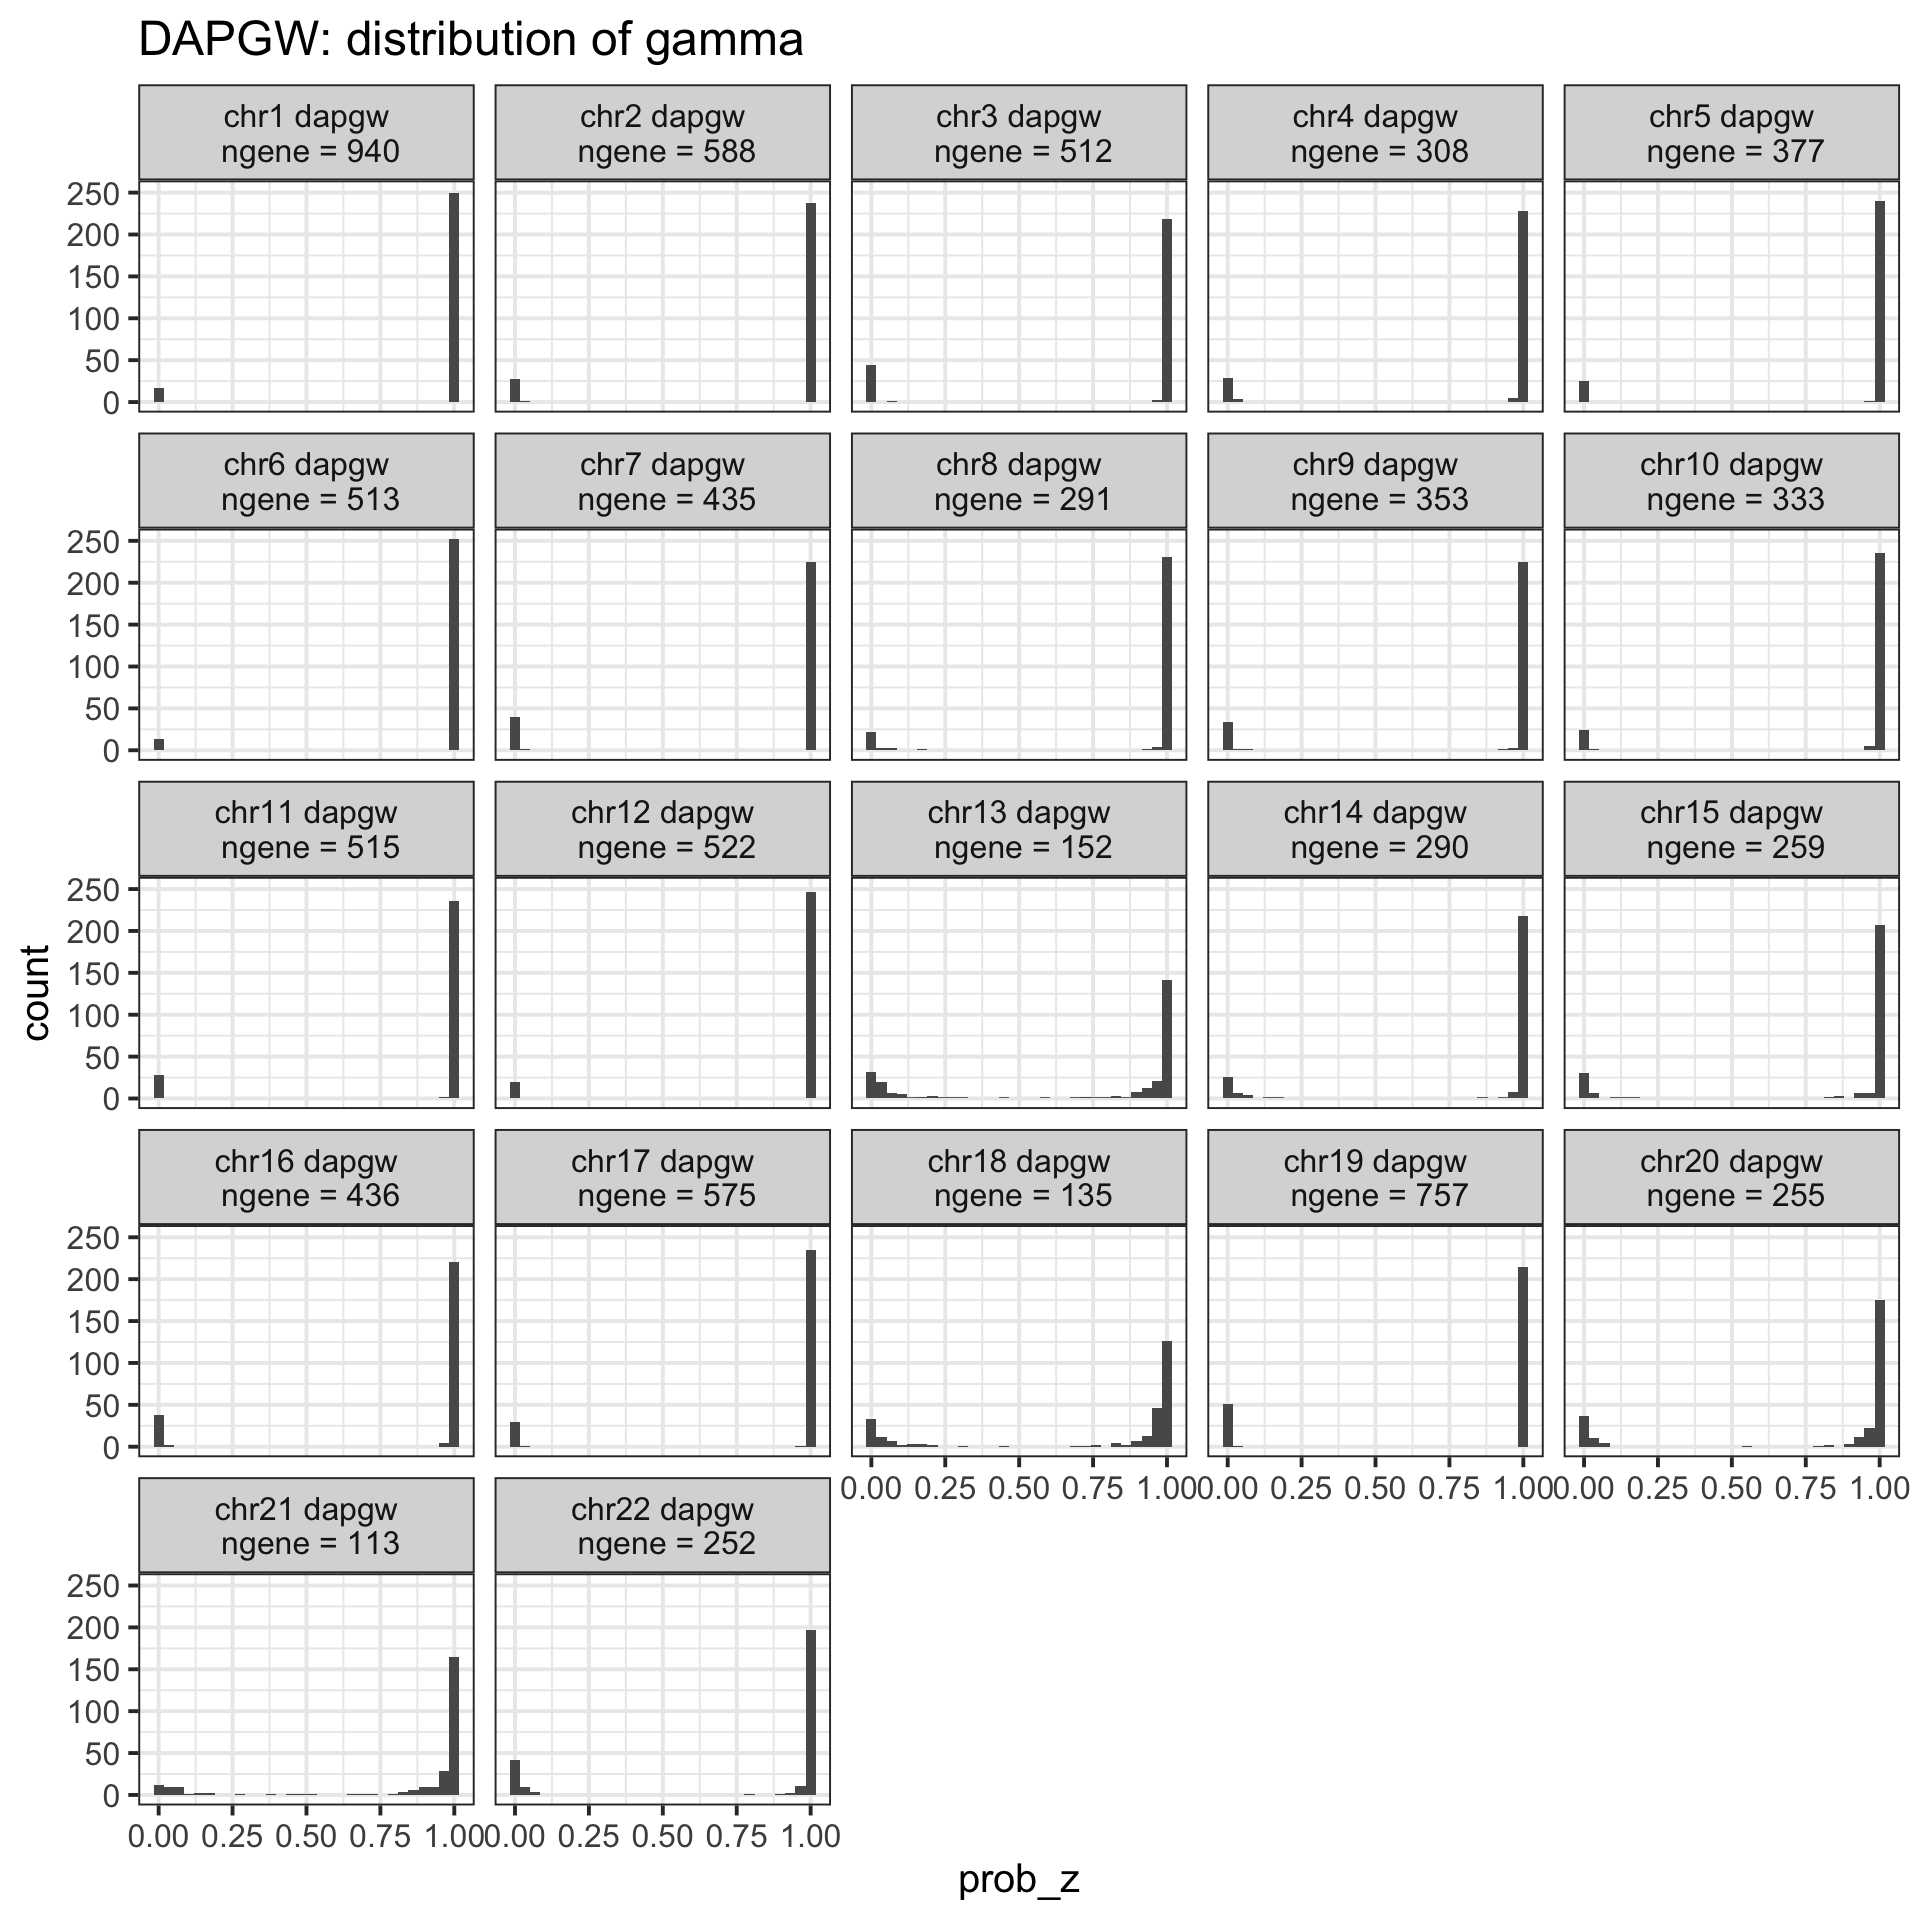 DAPGW: distribution of gamma
chr1 dapgw
ngene = 940
chr2 dapgw
ngene = 588
chr3 dapgw
ngene = 512
chr4 dapgw
ngene = 308
chr5 dapgw
ngene = 377
250
200
150
100
50
0
chr6 dapgw
ngene = 513
chr7 dapgw
ngene = 435
chr8 dapgw
ngene = 291
chr9 dapgw
ngene = 353
chr10 dapgw
ngene = 333
250
200
150
100
50
0
chr11 dapgw
ngene = 515
chr12 dapgw
ngene = 522
chr13 dapgw
ngene = 152
chr14 dapgw
ngene = 290
chr15 dapgw
ngene = 259
count
250
200
150
100
50
0
chr16 dapgw
ngene = 436
chr17 dapgw
ngene = 575
chr18 dapgw
ngene = 135
chr19 dapgw
ngene = 757
chr20 dapgw
ngene = 255
250
200
150
100
50
0
0.00 0.25 0.50 0.75 1.00
0.00 0.25 0.50 0.75 1.00
0.00 0.25 0.50 0.75 1.00
chr21 dapgw
ngene = 113
chr22 dapgw
ngene = 252
250
200
150
100
50
0
0.00 0.25 0.50 0.75 1.00
0.00 0.25 0.50 0.75 1.00
prob_z